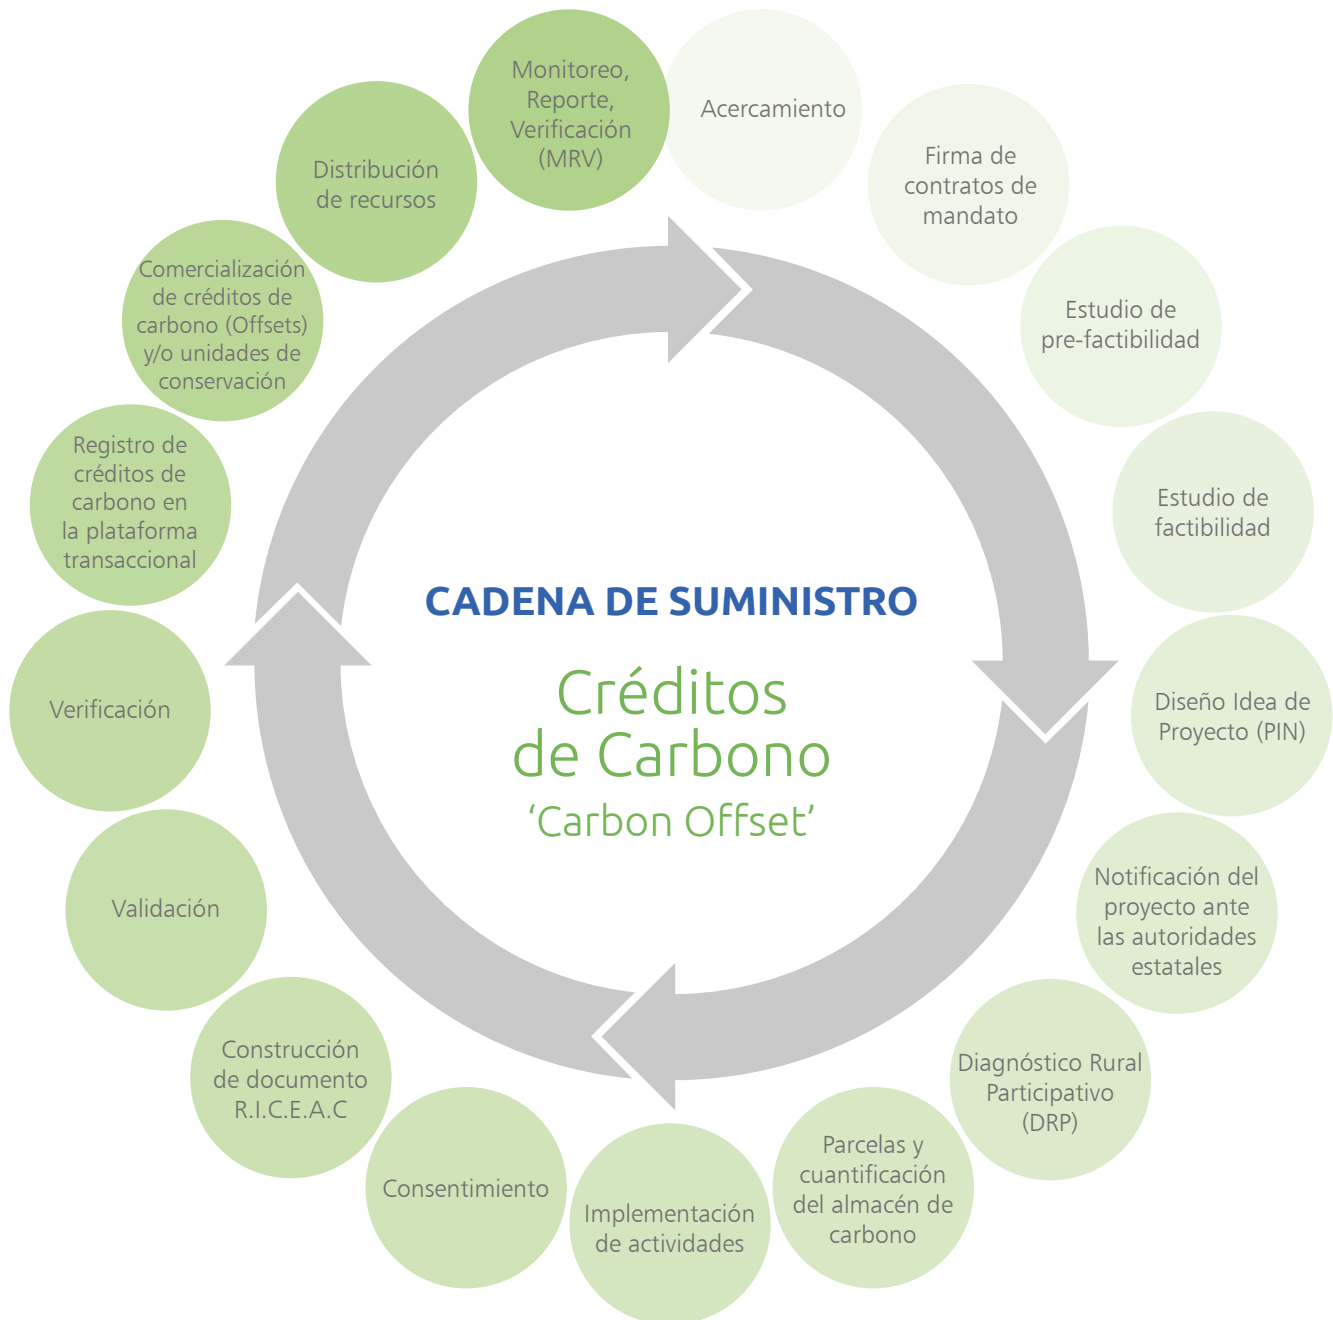 Acercamiento
Firma de
contratos de
mandato
Estudio de
pre-factibilidad
Estudio de
factibilidad
Diseño Idea de
Proyecto (PIN)
Notificación del
proyecto ante
las autoridades
estatales
Diagnóstico Rural
Participativo
(DRP)
Parcelas y
cuantificación
del almacén de
carbono
Implementación
de actividades
Consentimiento
Construcción
de documento
R.I.C.E.A.C
Validación
Verificación
Registro de
créditos de
carbono en
la plataforma
transaccional
Comercialización
de créditos de
carbono (Offsets)
y/o unidades de
conservación
Distribución
de recursos
Monitoreo,
Reporte,
Verificación
(MRV)
CADENA DE SUMINISTRO
Créditos
de Carbono
‘Carbon Offset’